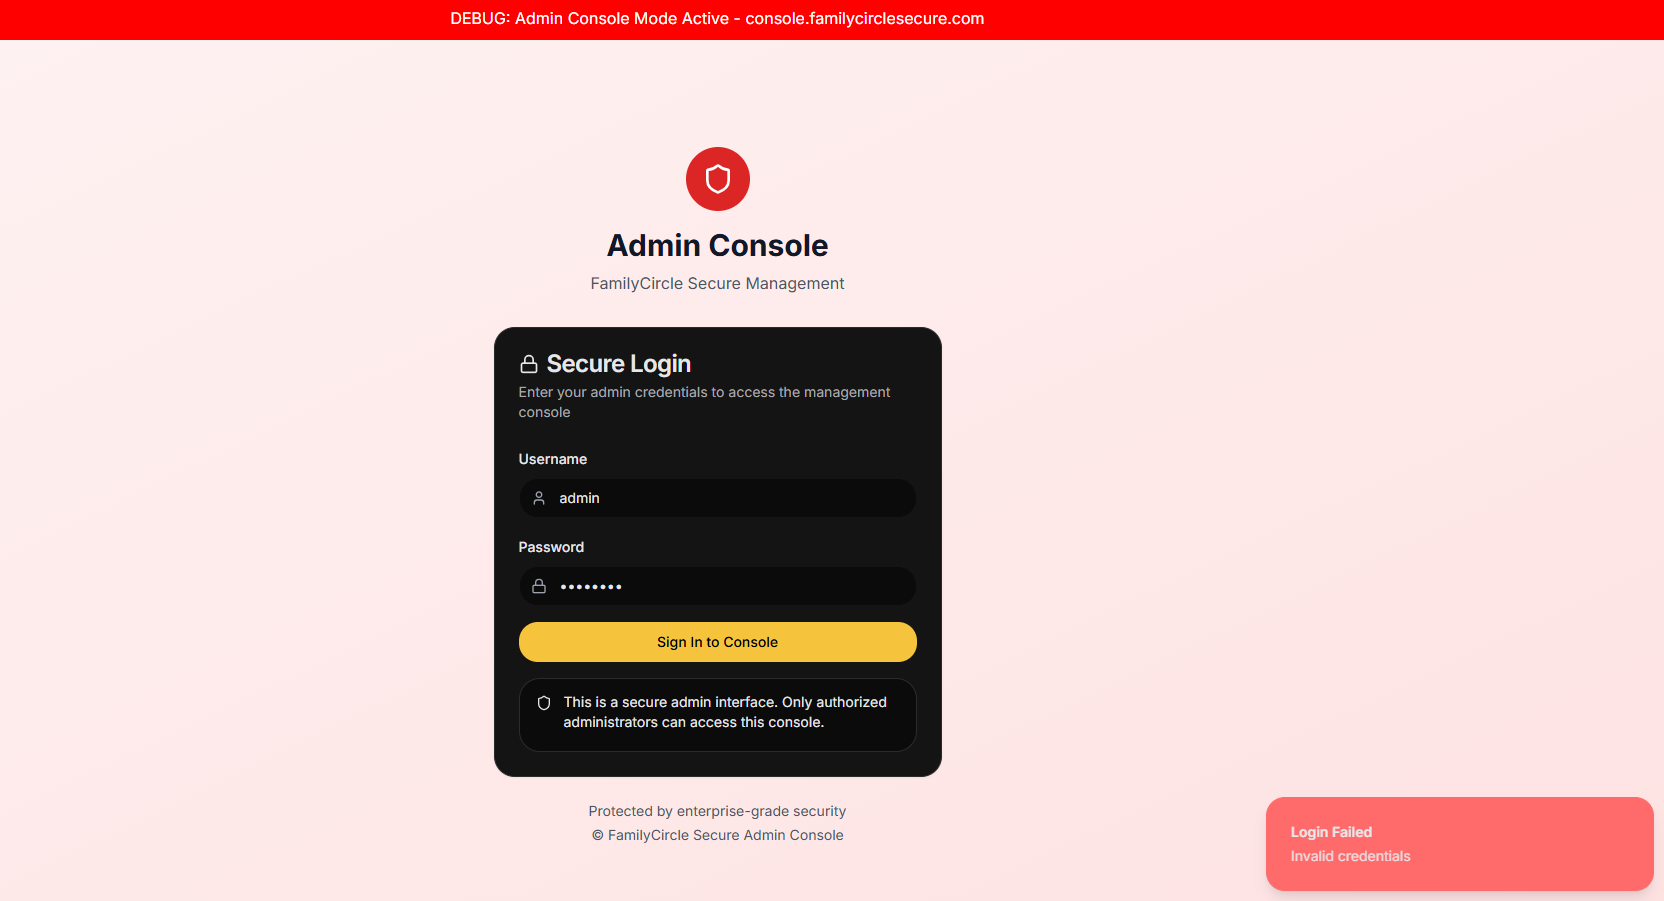 DEBUG: Admin Console Mode Active - console.familycirclesecure.com
Admin Console
FamilyCircle Secure Management
Secure Login
Enter your admin credentials to access the management
console
Username
admin
Password
••••••••
Sign In to Console
This is a secure admin interface. Only authorized
administrators can access this console.
Protected by enterprise-grade security
© FamilyCircle Secure Admin Console
Login Failed
Invalid credentials